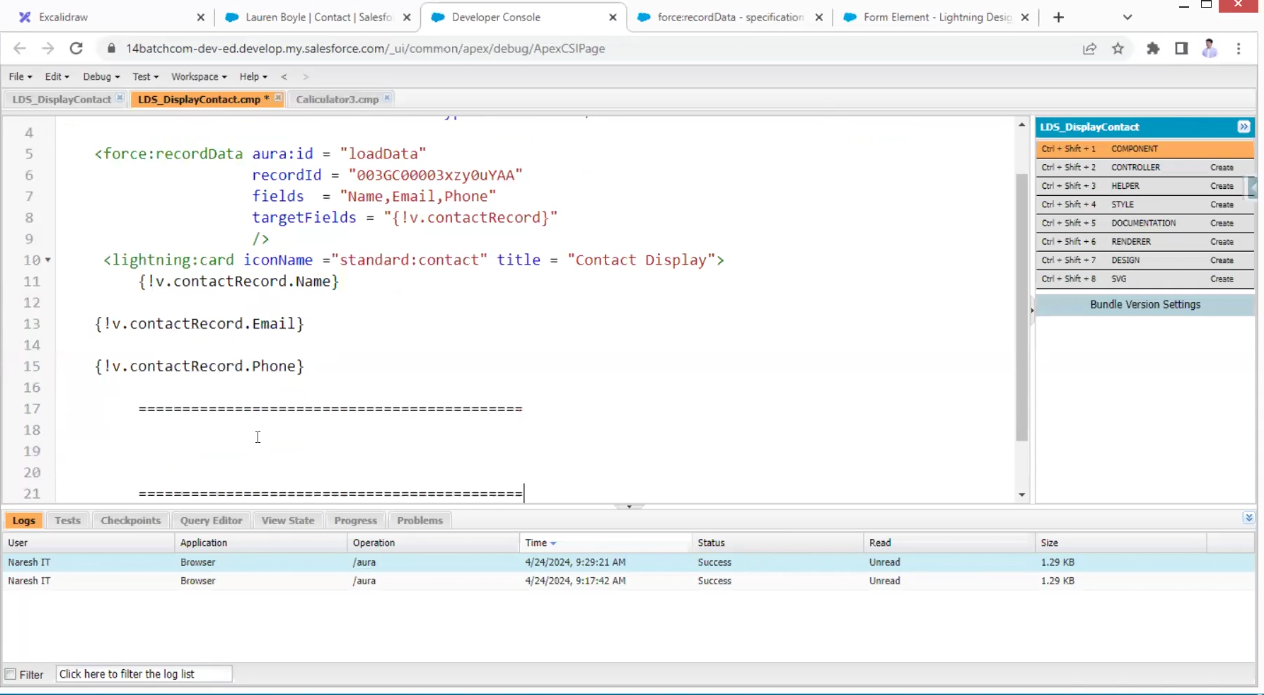 Excalidraw
Lauren Boyle | Contact | Salesfo
Developer Console
force:recordData - specification
Form Element - Lightning Desig
14batchcom-dev-ed.develop.my.salesforce.com/_ui/common/apex/debug/ApexCSIPage
File Edit Debug Test Workspace Help < >
LDS_DisplayContact
LDS_DisplayContact.cmp *
Caliculator3.cmp
4
5 <force:recordData aura:id = "loadData"
6 recordId = "003GC00003xzy0uYAA"
7 fields = "Name,Email,Phone"
8 targetFields = "{!v.contactRecord}"
9 />
10 <lightning:card iconName ="standard:contact" title = "Contact Display">
11 {!v.contactRecord.Name}
12
13 {!v.contactRecord.Email}
14
15 {!v.contactRecord.Phone}
16
17 ============================================
18
19
20
21 ============================================
LDS_DisplayContact
Ctrl + Shift + 1 COMPONENT
Ctrl + Shift + 2 CONTROLLER Create
Ctrl + Shift + 3 HELPER Create
Ctrl + Shift + 4 STYLE Create
Ctrl + Shift + 5 DOCUMENTATION Create
Ctrl + Shift + 6 RENDERER Create
Ctrl + Shift + 7 DESIGN Create
Ctrl + Shift + 8 SVG Create
Bundle Version Settings
Logs Tests Checkpoints Query Editor View State Progress Problems
User Application Operation Time Status Read Size
Naresh IT Browser /aura 4/24/2024, 9:29:21 AM Success Unread 1.29 KB
Naresh IT Browser /aura 4/24/2024, 9:17:42 AM Success Unread 1.29 KB
Filter Click here to filter the log list